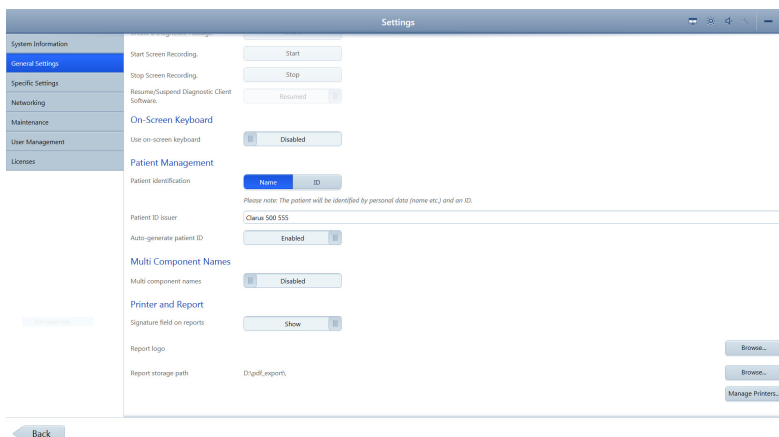 Settings
System Information
General Settings
Specific Settings
Networking
Maintenance
User Management
Licenses
Start Screen Recording. Start
Stop Screen Recording. Stop
Resume/Suspend Diagnostic Client
Software. Resumed
On-Screen Keyboard
Use on-screen keyboard Disabled
Patient Management
Patient identification Name ID
Please note: The patient will be identified by personal data (name etc.) and an ID.
Patient ID issuer Clarus 500 555
Auto-generate patient ID Enabled
Multi Component Names
Multi component names Disabled
Printer and Report
Signature field on reports Show
Report logo Browse...
Report storage path D:\pdf_export\. Browse...
Manage Printers...
Back